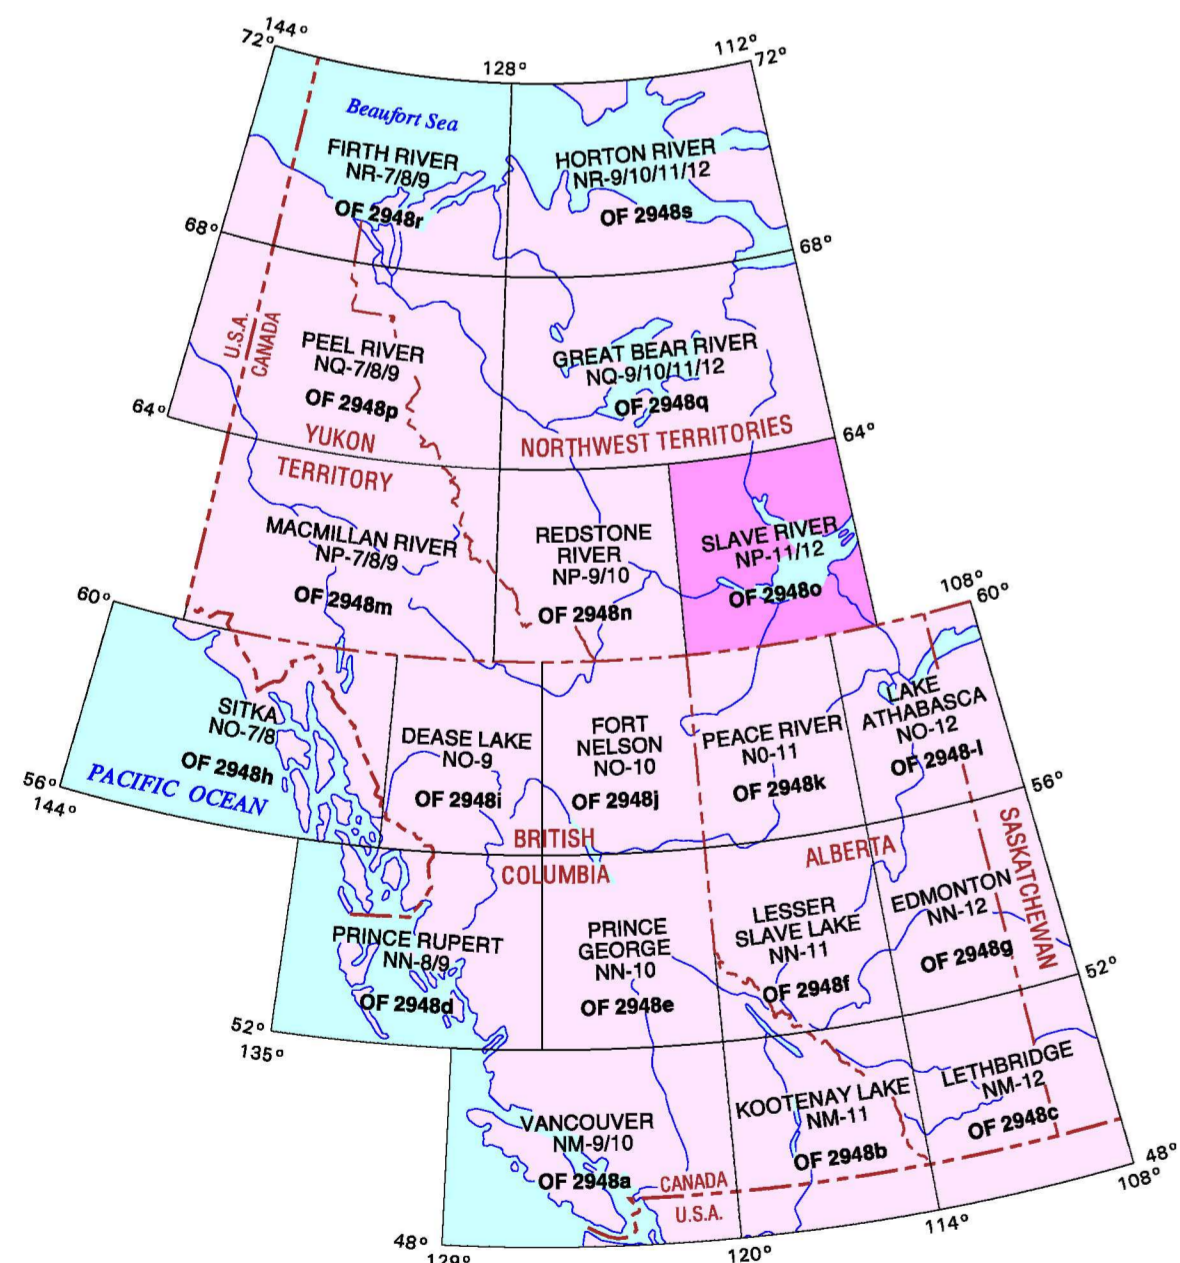 144°
72°
128°
112°
72°
Beaufort Sea
FIRTH RIVER
NR-7/8/9
OF 2948r
HORTON RIVER
NR-9/10/11/12
OF 2948s
68°
68°
U.S.A.
CANADA
PEEL RIVER
NQ-7/8/9
OF 2948p
GREAT BEAR RIVER
NQ-9/10/11/12
OF 2948q
64°
64°
YUKON
TERRITORY
NORTHWEST TERRITORIES
MACMILLAN RIVER
NP-7/8/9
OF 2948m
REDSTONE
RIVER
NP-9/10
OF 2948n
SLAVE RIVER
NP-11/12
OF 2948o
60°
108°
60°
SITKA
NO-7/8
OF 2948h
PACIFIC OCEAN
DEASE LAKE
NO-9
OF 2948i
FORT
NELSON
NO-10
OF 2948j
PEACE RIVER
N0-11
OF 2948k
LAKE
ATHABASCA
NO-12
OF 2948-l
56°
144°
56°
BRITISH
COLUMBIA
ALBERTA
SASKATCHEWAN
PRINCE RUPERT
NN-8/9
OF 2948d
PRINCE
GEORGE
NN-10
OF 2948e
LESSER
SLAVE LAKE
NN-11
OF 2948f
EDMONTON
NN-12
OF 2948g
52°
135°
52°
VANCOUVER
NM-9/10
OF 2948a
KOOTENAY LAKE
NM-11
OF 2948b
LETHBRIDGE
NM-12
OF 2948c
CANADA
U.S.A.
48°
129°
120°
114°
48°
108°